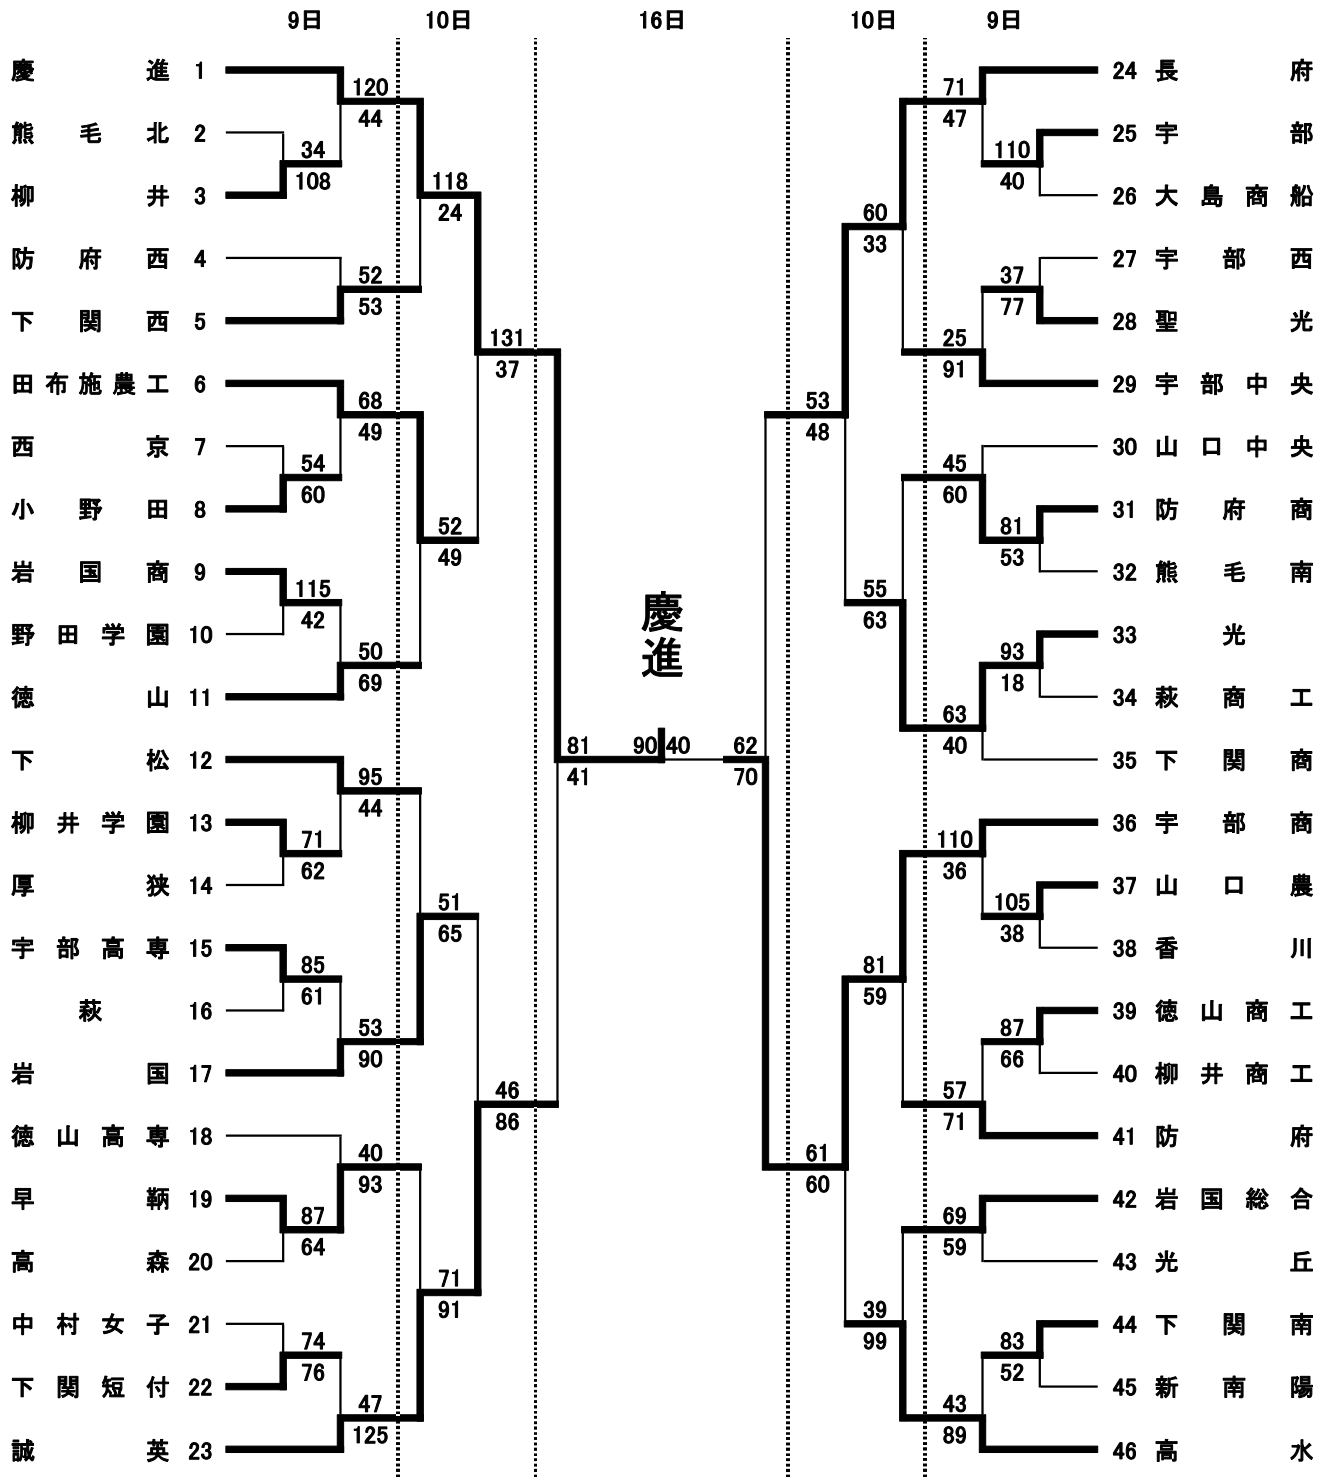 9日 10日 16日 10日 9日
慶進 1
熊毛北 2
柳井 3
防府西 4
下関西 5
田布施農工 6
西京 7
小野田 8
岩国商 9
野田学園 10
徳山 11
下松 12
柳井学園 13
厚狭 14
宇部高専 15
萩 16
岩国 17
徳山高専 18
早鞆 19
高森 20
中村女子 21
下関短付 22
誠英 23
120
44
34
108
118
24
52
53
131
37
68
49
54
60
52
49
115
42
50
69
95
44
71
62
51
65
85
61
53
90
46
86
40
93
87
64
71
91
74
76
47
125
81
41
慶進
90 40
62
70
71
47
110
40
60
33
37
77
25
91
53
48
45
60
81
53
55
63
93
18
63
40
110
36
105
38
81
59
87
66
57
71
61
60
69
59
39
99
83
52
43
89
24 長府
25 宇部
26 大島商船
27 宇部西
28 聖光
29 宇部中央
30 山口中央
31 防府商
32 熊毛南
33 光
34 萩商工
35 下関商
36 宇部商
37 山口農
38 香川
39 徳山商工
40 柳井商工
41 防府
42 岩国総合
43 光丘
44 下関南
45 新南陽
46 高水